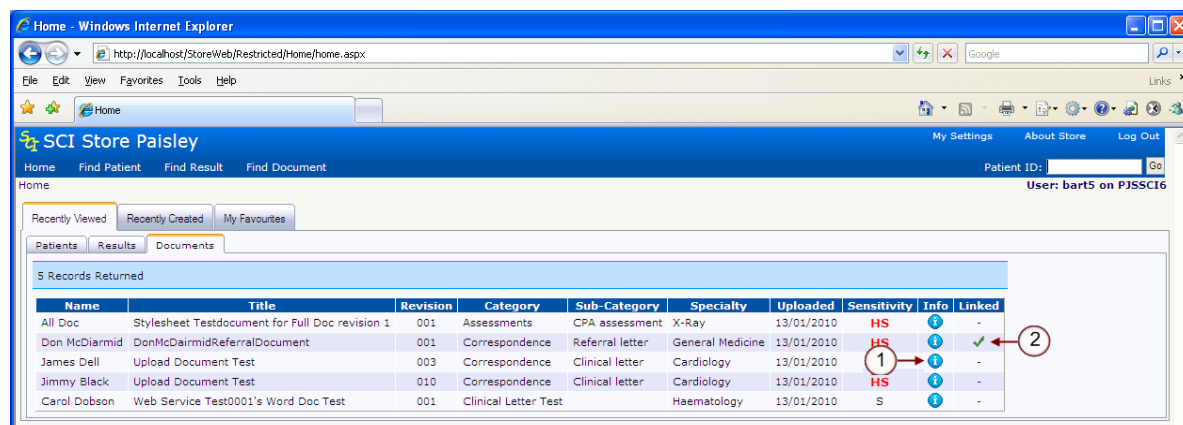 Home - Windows Internet Explorer
http://localhost/StoreWeb/Restricted/Home/home.aspx Google
File Edit View Favorites Tools Help Links
Home
SCI Store Paisley My Settings About Store Log Out
Home Find Patient Find Result Find Document Patient ID: Go
Home User: bart5 on PJSSCI6
Recently Viewed Recently Created My Favourites
Patients Results Documents
5 Records Returned
Name Title Revision Category Sub-Category Specialty Uploaded Sensitivity Info Linked
All Doc Stylesheet Testdocument for Full Doc revision 1 001 Assessments CPA assessment X-Ray 13/01/2010 HS i -
Don McDiarmid DonMcDairmidReferralDocument 001 Correspondence Referral letter General Medicine 13/01/2010 HS i 2
James Dell Upload Document Test 003 Correspondence Clinical letter Cardiology 13/01/2010 1 i -
Jimmy Black Upload Document Test 010 Correspondence Clinical letter Cardiology 13/01/2010 HS i -
Carol Dobson Web Service Test0001's Word Doc Test 001 Clinical Letter Test Haematology 13/01/2010 S i -